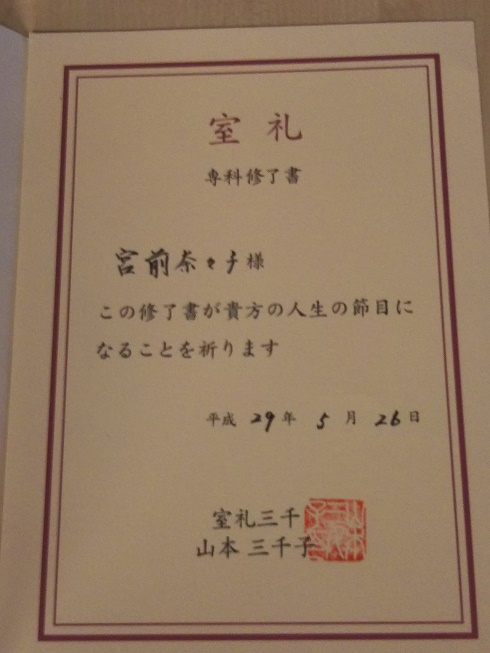 室礼
専科修了書
宮前奈々子様
この修了書が貴方の人生の節目に
なることを祈ります
平成 29年 5月 26日
室礼三千
山本 三千子